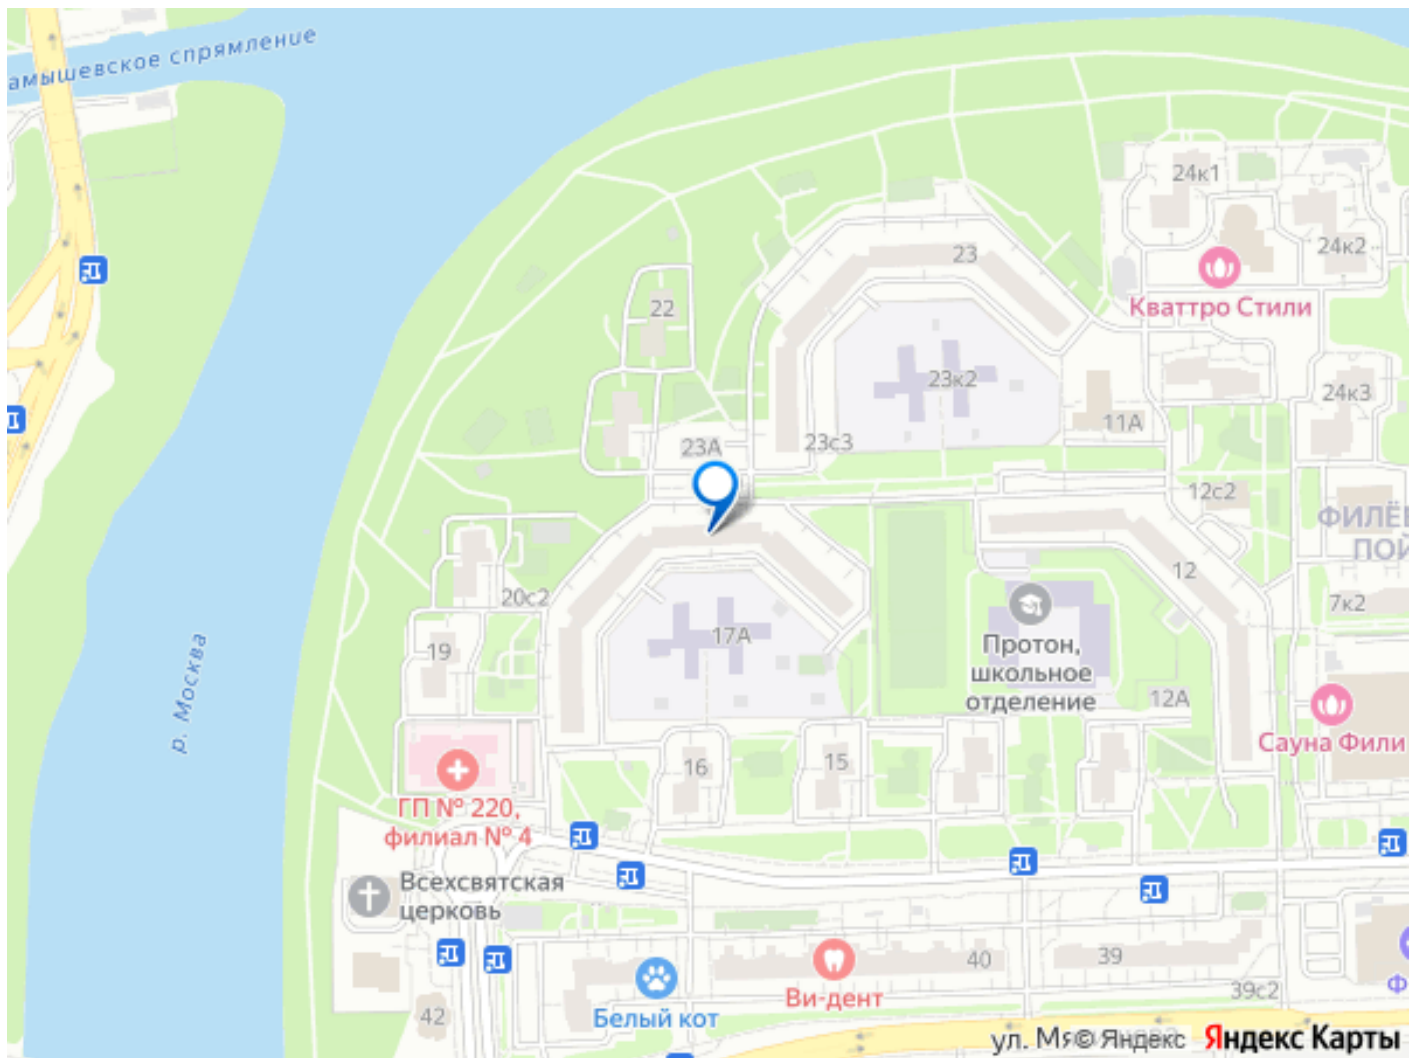 амышевское спрямление
24к1
24к2
23
Кваттро Стили
22
23к2
24к3
11А
23А
23с3
12с2
ФИЛЁВ
ПОЙ
12
20с2
7к2
17А
19
Протон,
школьное
отделение
р. Москва
12А
Сауна Фили
16
15
ГП № 220,
филиал № 4
Всехсвятская
церковь
40
39
39с2
Ви-дент
Белый кот
42
Ф
ул. Мя
© Яндекс
Яндекс Карты